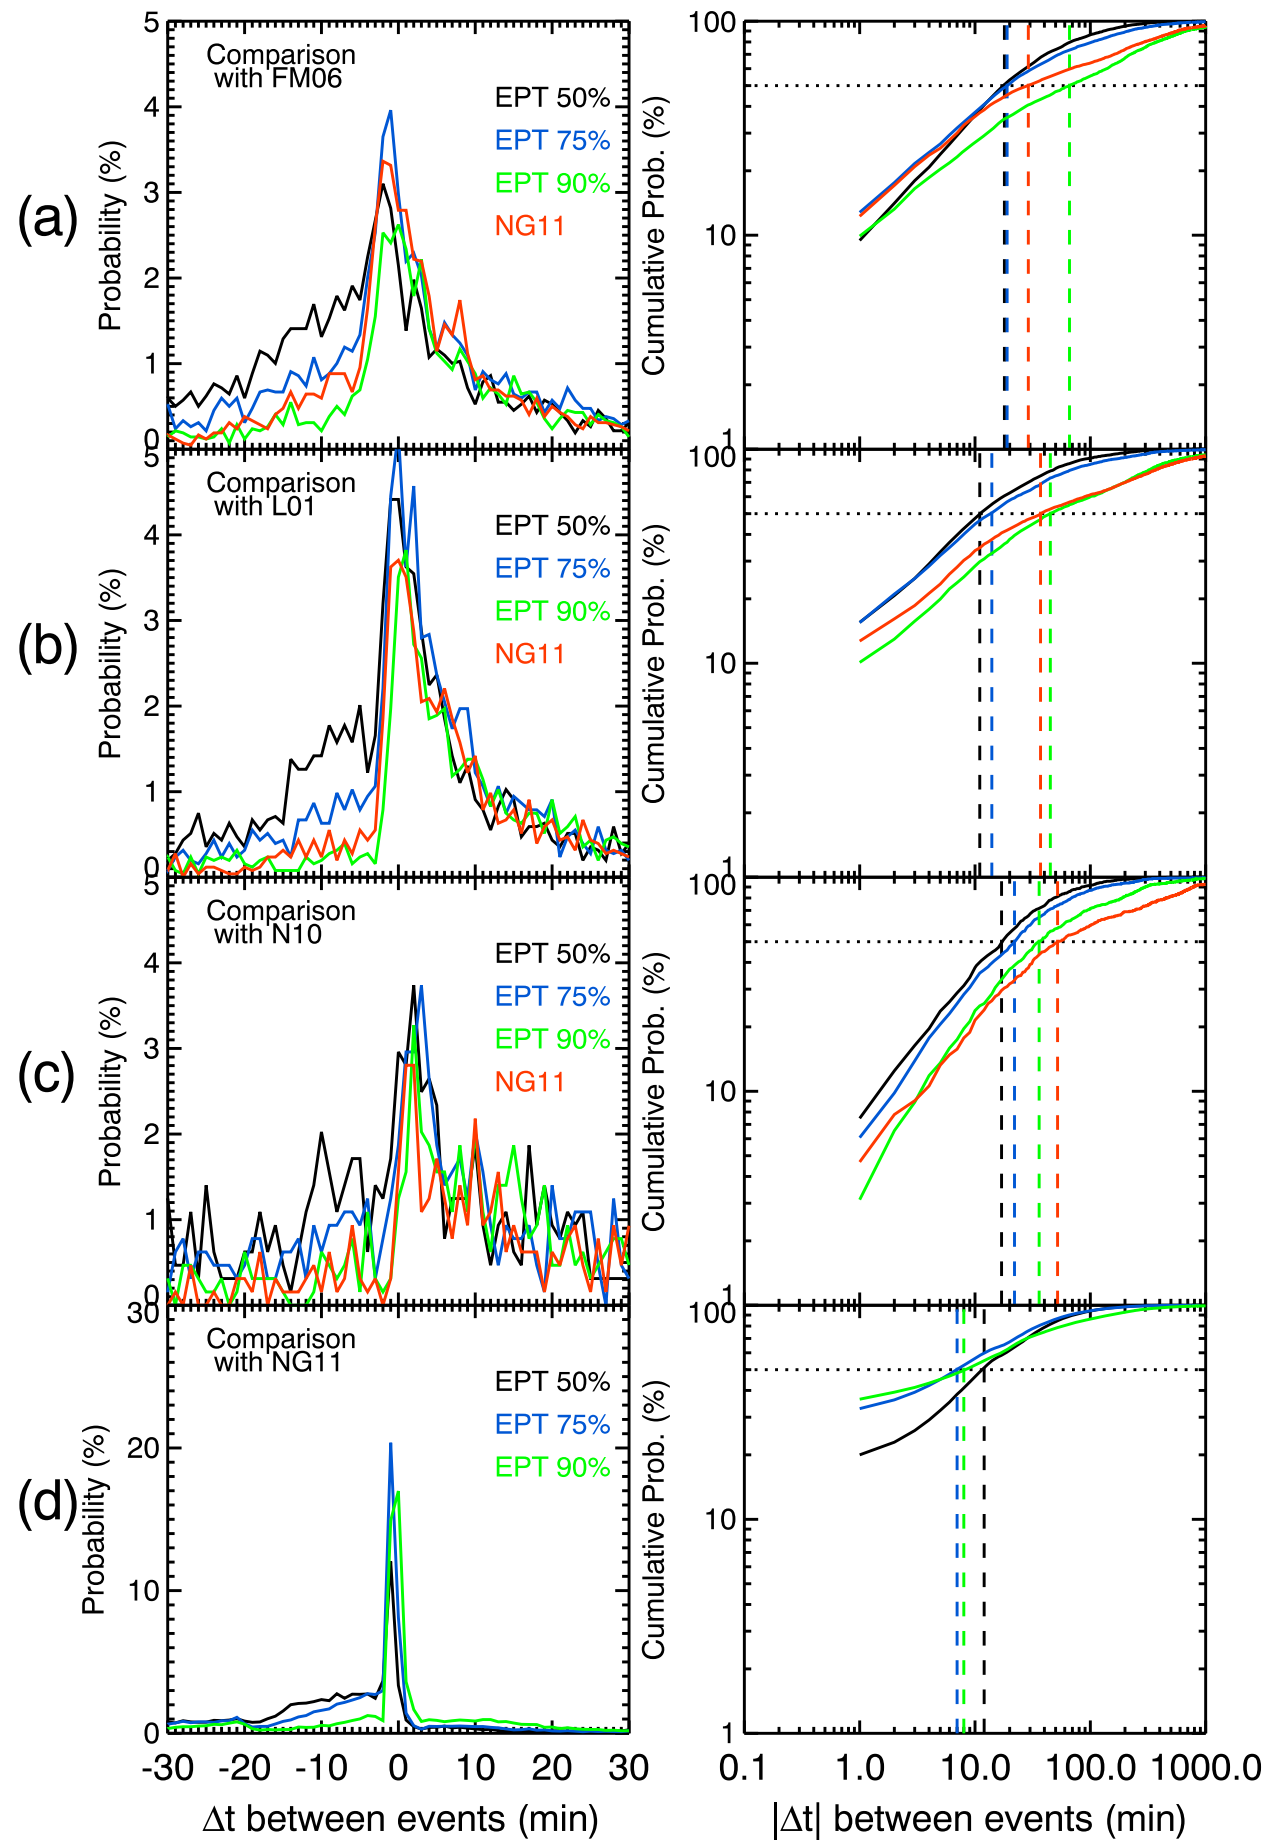 (a)
Probability (%)
5
4
3
2
1
0
Comparison
with FM06
EPT 50%
EPT 75%
EPT 90%
NG11
Cumulative Prob. (%)
100
10
1
(b)
Probability (%)
5
4
3
2
1
0
Comparison
with L01
EPT 50%
EPT 75%
EPT 90%
NG11
Cumulative Prob. (%)
100
10
1
(c)
Probability (%)
5
4
3
2
1
0
Comparison
with N10
EPT 50%
EPT 75%
EPT 90%
NG11
Cumulative Prob. (%)
100
10
1
(d)
Probability (%)
30
20
10
0
Comparison
with NG11
EPT 50%
EPT 75%
EPT 90%
Cumulative Prob. (%)
100
10
1
-30 -20 -10 0 10 20 30
Δt between events (min)
0.1 1.0 10.0 100.0 1000.0
|Δt| between events (min)